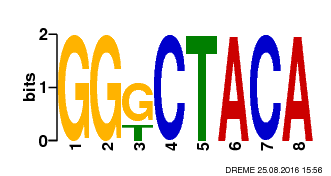 2
bits
1
0
GGGCTACA
T
1 2 3 4 5 6 7 8
DREME 25.08.2016 15:56